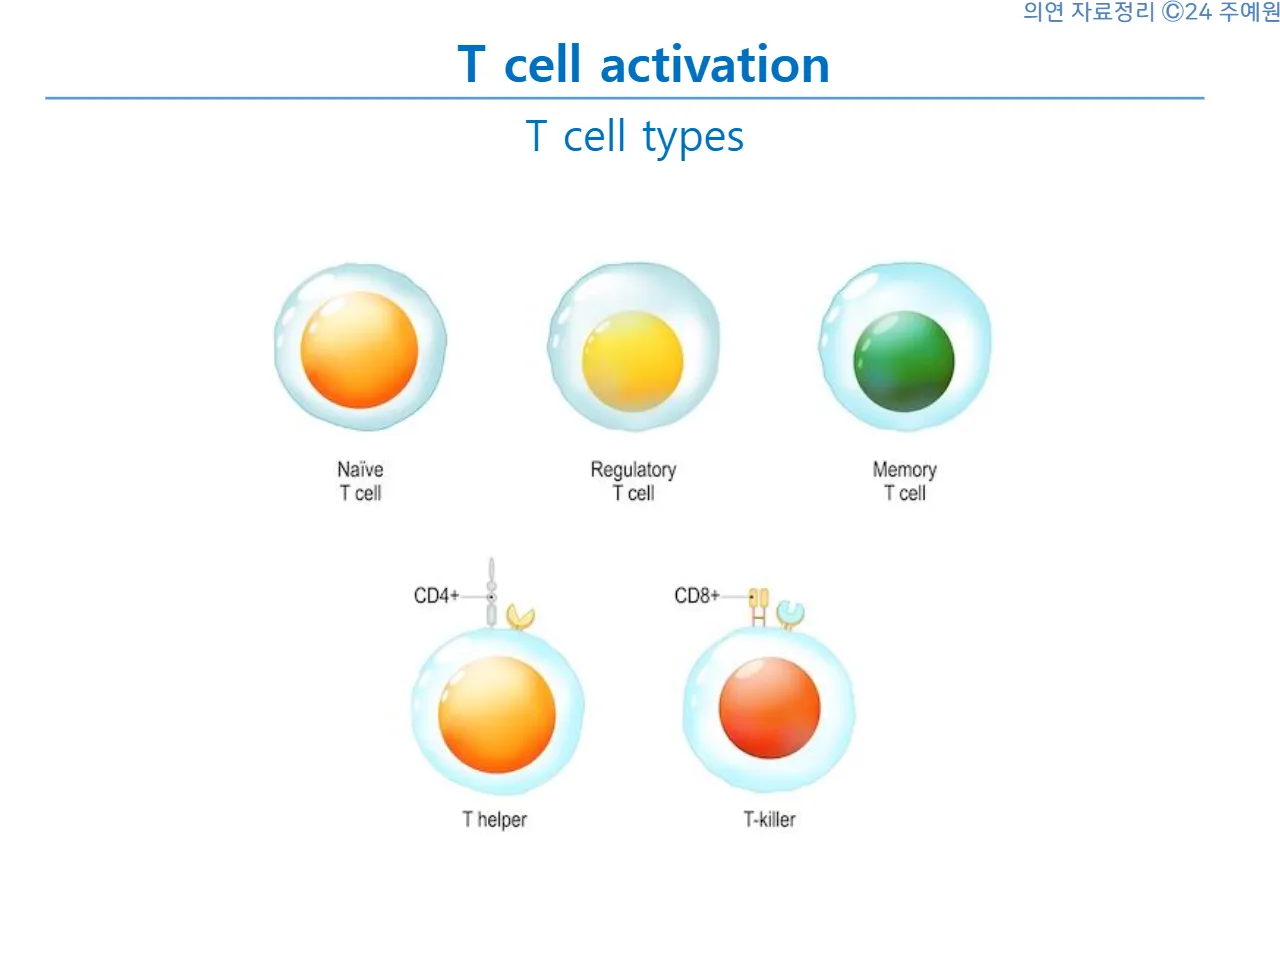 의연 자료정리 Ⓒ24 주예원
T cell activation
T cell types
Naïve
T cell
Regulatory
T cell
Memory
T cell
CD4+
CD8+
T helper
T-killer